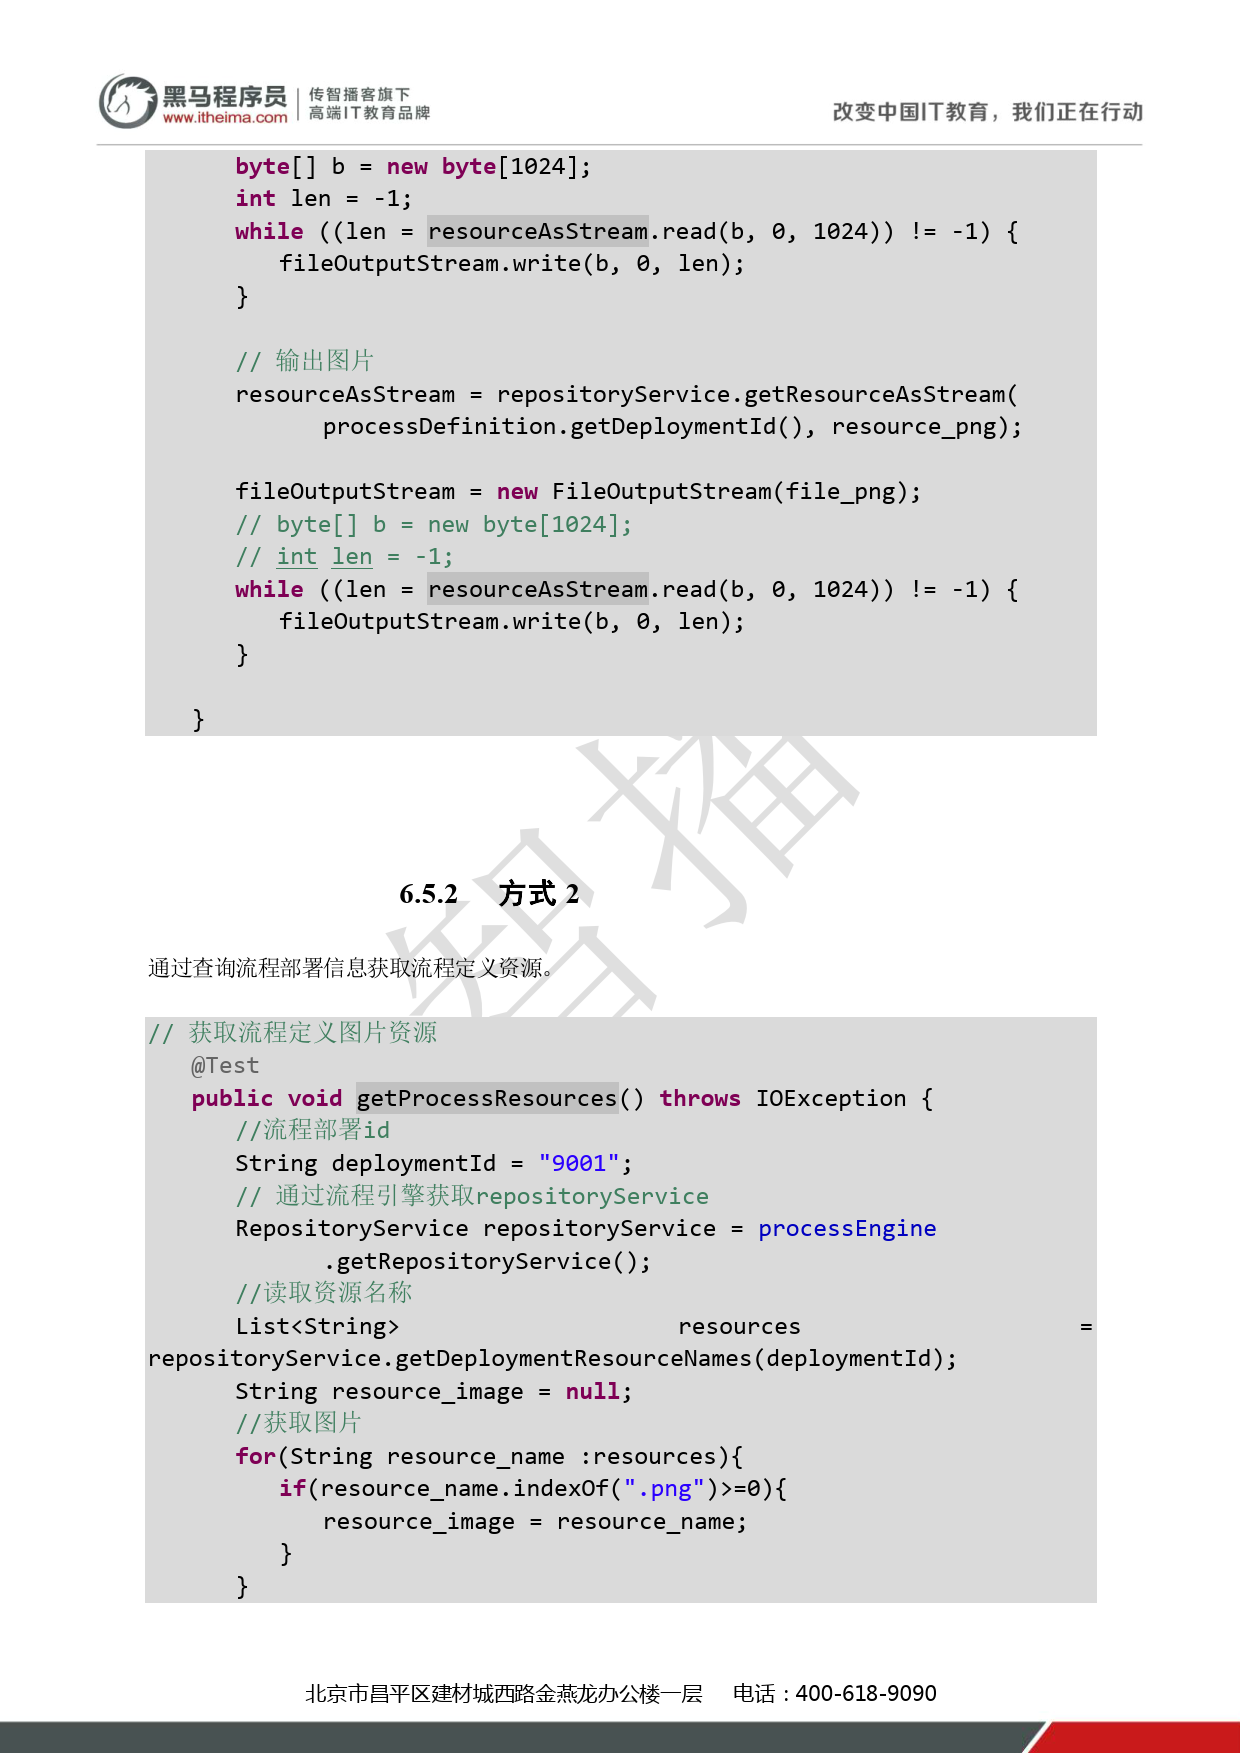 黑马程序员
www.itheima.com
传智播客旗下
高端IT教育品牌
改变中国IT教育，我们正在行动
byte[] b = new byte[1024];
int len = -1;
while ((len = resourceAsStream.read(b, 0, 1024)) != -1) {
fileOutputStream.write(b, 0, len);
}
// 输出图片
resourceAsStream = repositoryService.getResourceAsStream(
processDefinition.getDeploymentId(), resource_png);
fileOutputStream = new FileOutputStream(file_png);
// byte[] b = new byte[1024];
// int len = -1;
while ((len = resourceAsStream.read(b, 0, 1024)) != -1) {
fileOutputStream.write(b, 0, len);
}
}
智播
6.5.2 方式 2
通过查询流程部署信息获取流程定义资源。
// 获取流程定义图片资源
@Test
public void getProcessResources() throws IOException {
//流程部署id
String deploymentId = "9001";
// 通过流程引擎获取repositoryService
RepositoryService repositoryService = processEngine
.getRepositoryService();
//读取资源名称
List<String> resources =
repositoryService.getDeploymentResourceNames(deploymentId);
String resource_image = null;
//获取图片
for(String resource_name :resources){
if(resource_name.indexOf(".png")>=0){
resource_image = resource_name;
}
}
北京市昌平区建材城西路金燕龙办公楼一层 电话：400-618-9090